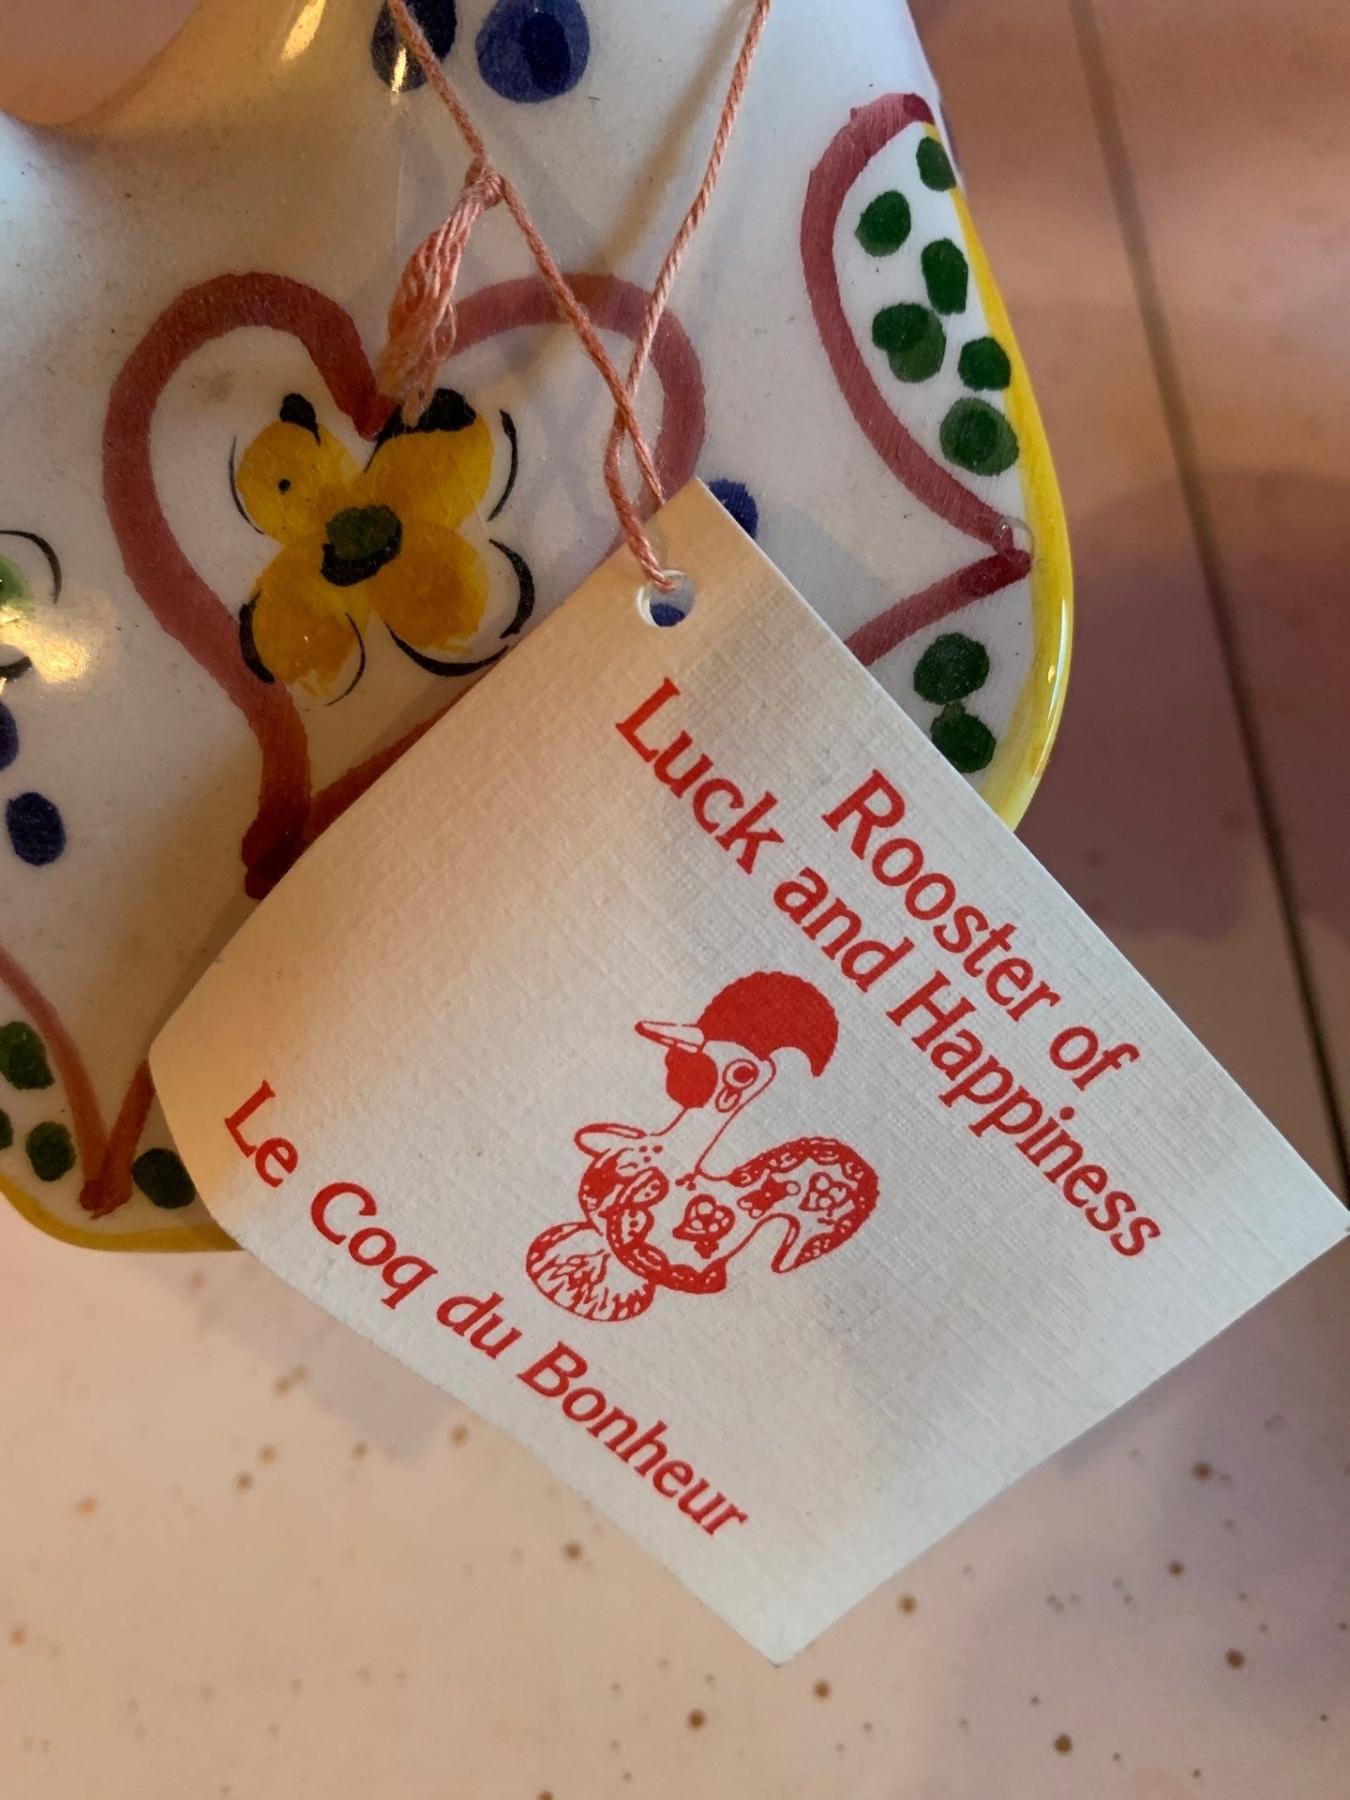 Rooster of
Luck and Happiness
Le Coq du Bonheur